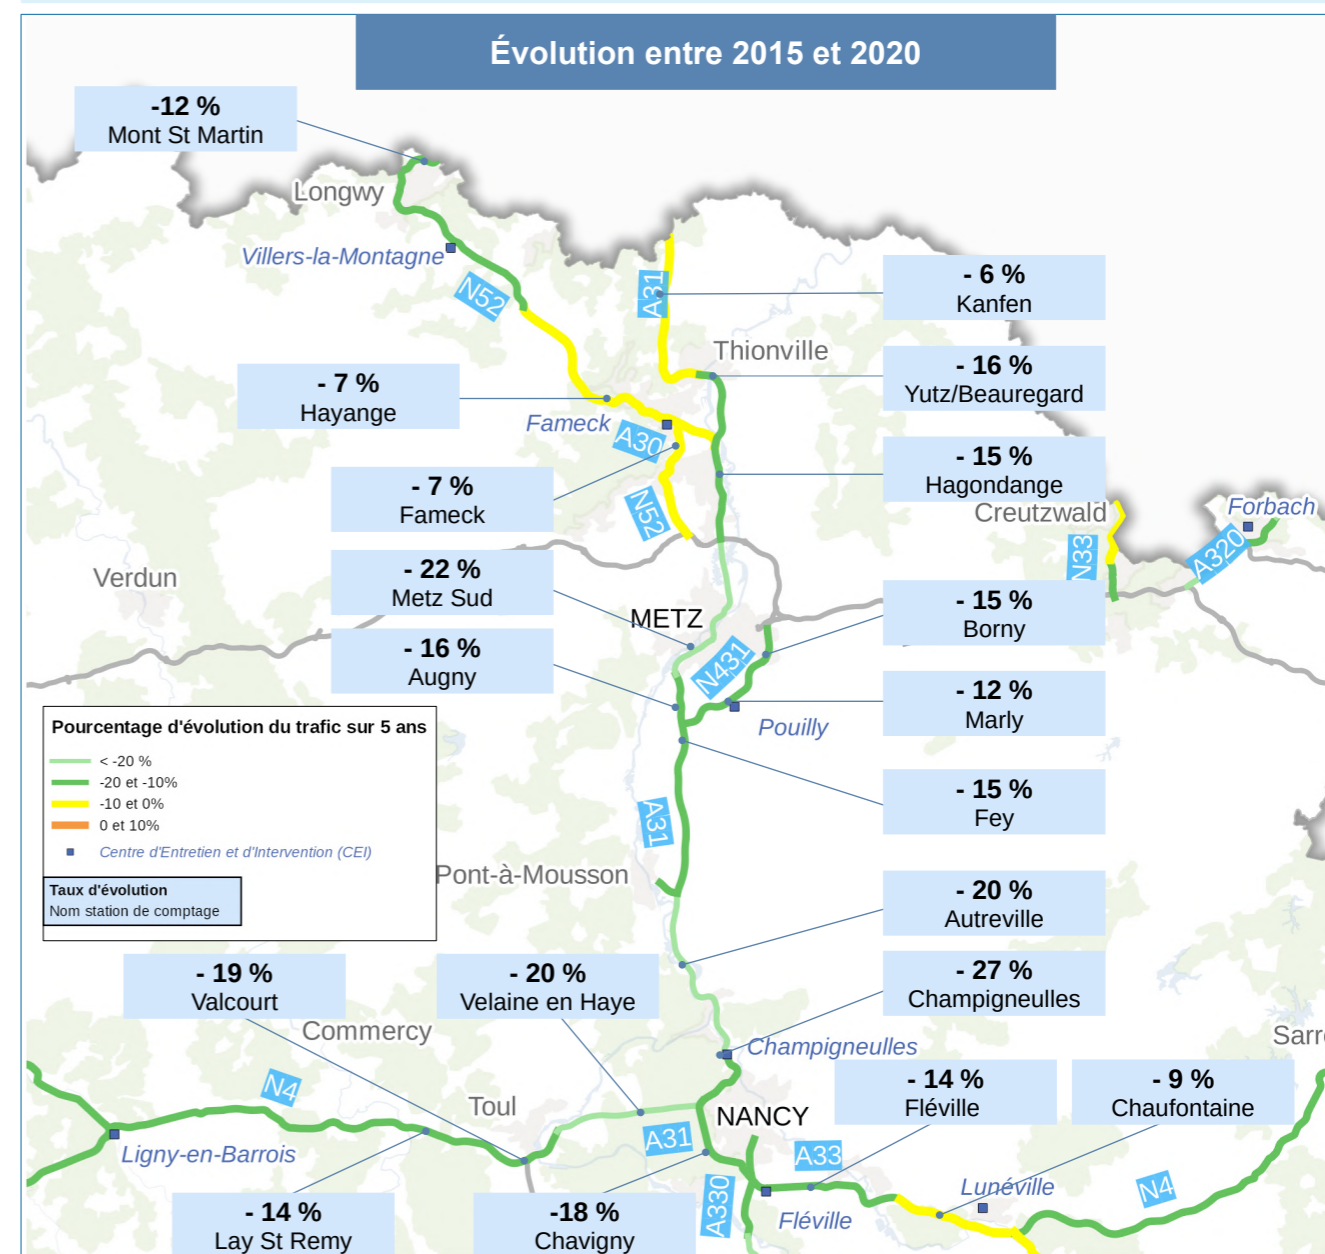 Évolution entre 2015 et 2020
-12 %
Mont St Martin
Longwy
Villers-la-Montagne
N52
A31
- 6 %
Kanfen
Thionville
- 16 %
Yutz/Beauregard
- 7 %
Hayange
Fameck
A30
- 15 %
Hagondange
- 7 %
Fameck
N52
Creutzwald
Forbach
N33
A320
Verdun
- 22 %
Metz Sud
METZ
- 15 %
Borny
- 16 %
Augny
N431
- 12 %
Marly
Pouilly
Pourcentage d'évolution du trafic sur 5 ans
< -20 %
-20 et -10%
-10 et 0%
0 et 10%
Centre d'Entretien et d'Intervention (CEI)
Taux d'évolution
Nom station de comptage
- 15 %
Fey
A31
Pont-à-Mousson
- 20 %
Autreville
- 19 %
Valcourt
- 20 %
Velaine en Haye
- 27 %
Champigneulles
Commercy
Champigneulles
Sarr
N4
Toul
NANCY
- 14 %
Fléville
- 9 %
Chaufontaine
Ligny-en-Barrois
A31
A33
A330
Lunéville
N4
Fléville
- 14 %
Lay St Remy
-18 %
Chavigny